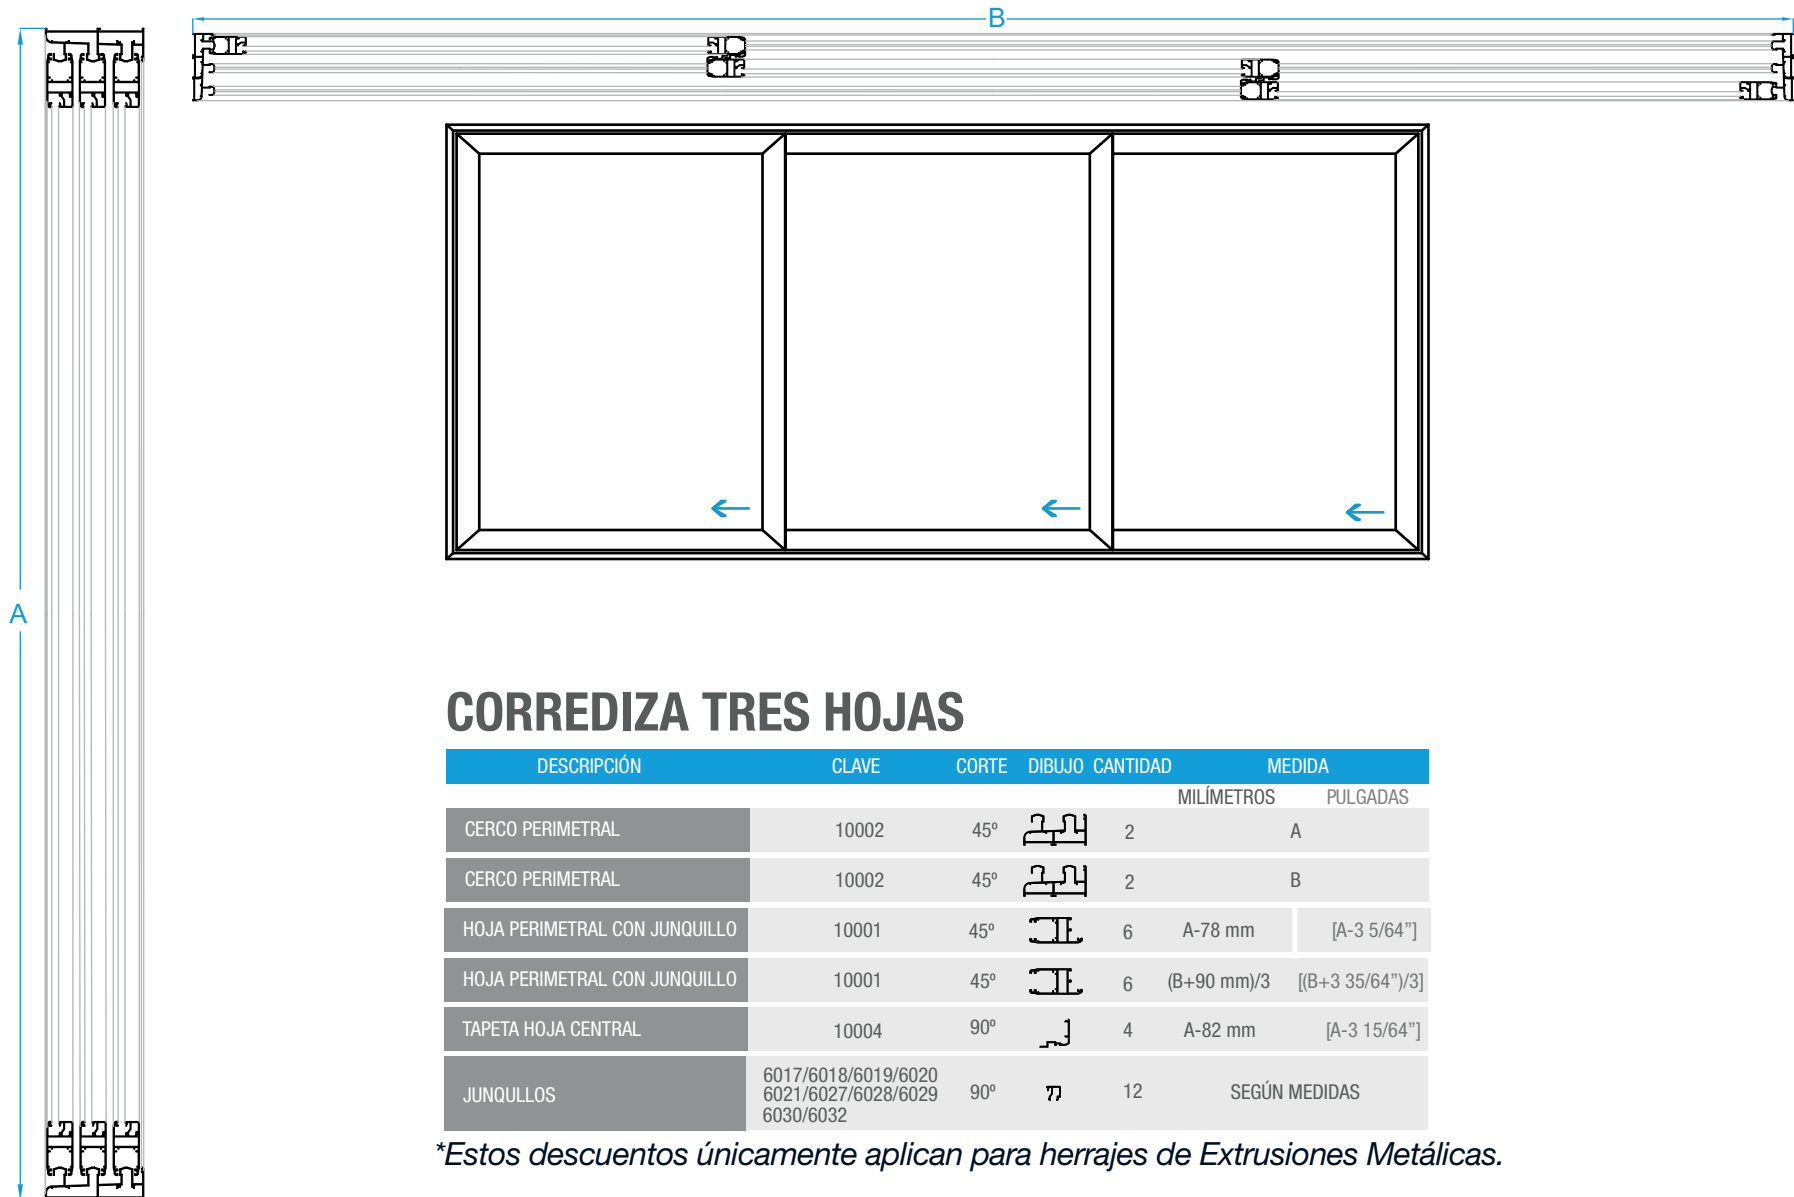 B
A
CORREDIZA TRES HOJAS
DESCRIPCIÓN CLAVE CORTE DIBUJO CANTIDAD MEDIDA
MILÍMETROS PULGADAS
CERCO PERIMETRAL 10002 45º 2 A
CERCO PERIMETRAL 10002 45º 2 B
HOJA PERIMETRAL CON JUNQUILLO 10001 45º 6 A-78 mm [A-3 5/64”]
HOJA PERIMETRAL CON JUNQUILLO 10001 45º 6 (B+90 mm)/3 [(B+3 35/64”)/3]
TAPETA HOJA CENTRAL 10004 90º 4 A-82 mm [A-3 15/64”]
JUNQULLOS 6017/6018/6019/6020 90º 12 SEGÚN MEDIDAS
6021/6027/6028/6029
6030/6032
*Estos descuentos únicamente aplican para herrajes de Extrusiones Metálicas.